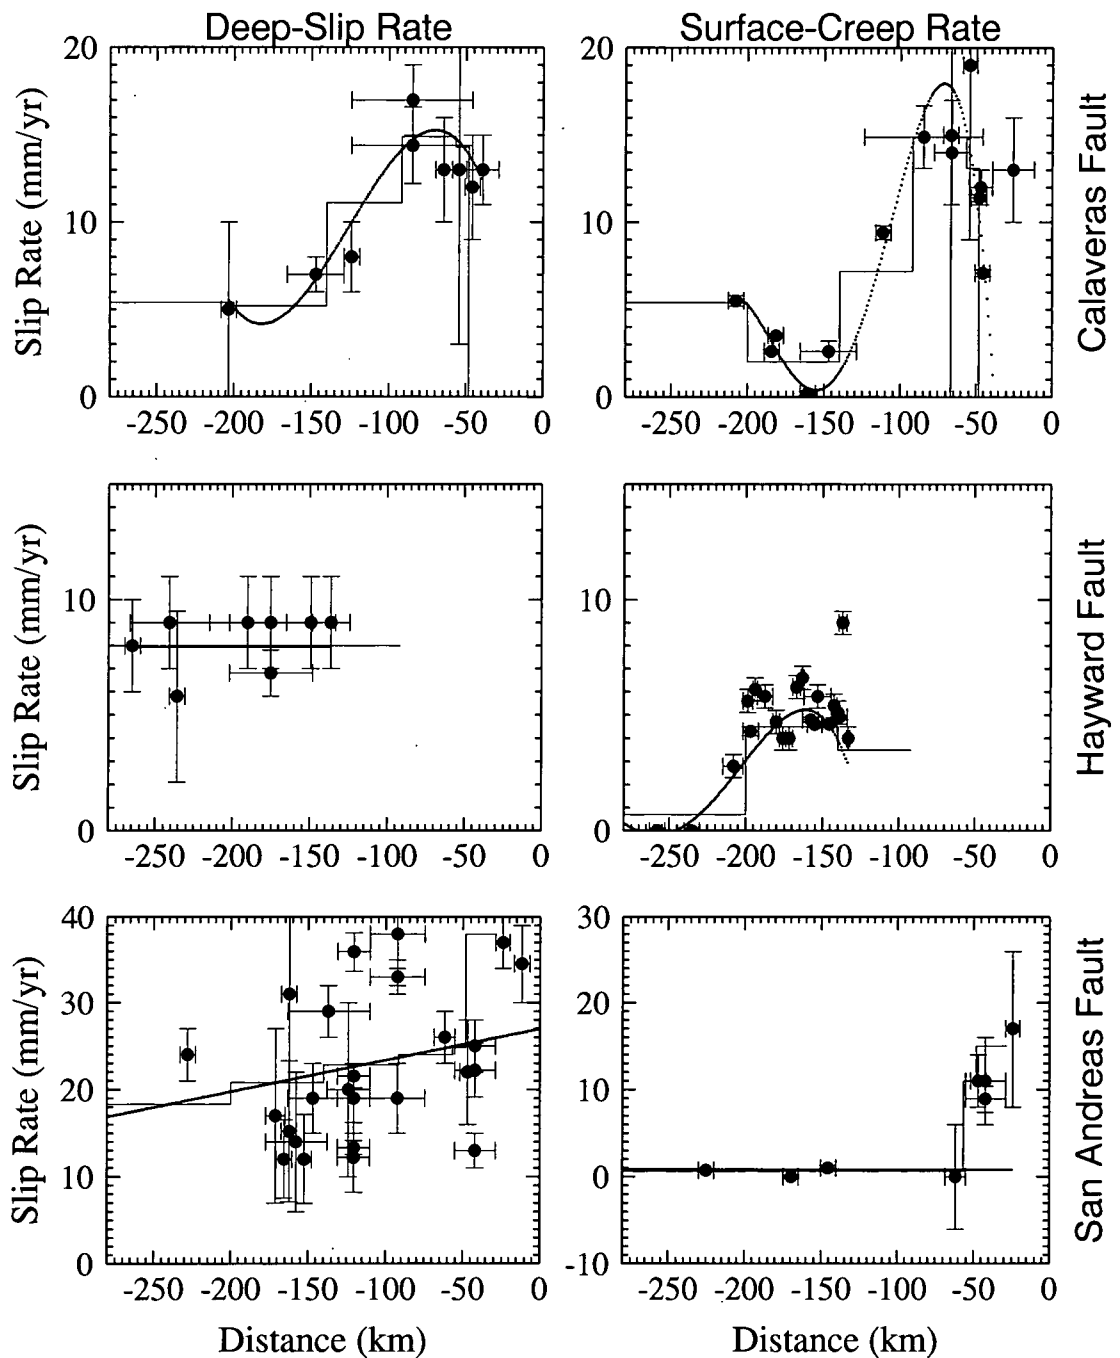 Deep-Slip Rate Surface-Creep Rate
20 20
Slip Rate (mm/yr) Calaveras Fault
15
10 10
5
0 0
-250 -200 -150 -100 -50 0 -250 -200 -150 -100 -50 0
Slip Rate (mm/yr) Hayward Fault
10 10
0 0
-250 -200 -150 -100 -50 0 -250 -200 -150 -100 -50 0
40 30
Slip Rate (mm/yr) San Andreas Fault
30 20
20 10
10 0
0 -10
-250 -200 -150 -100 -50 0 -250 -200 -150 -100 -50 0
Distance (km) Distance (km)